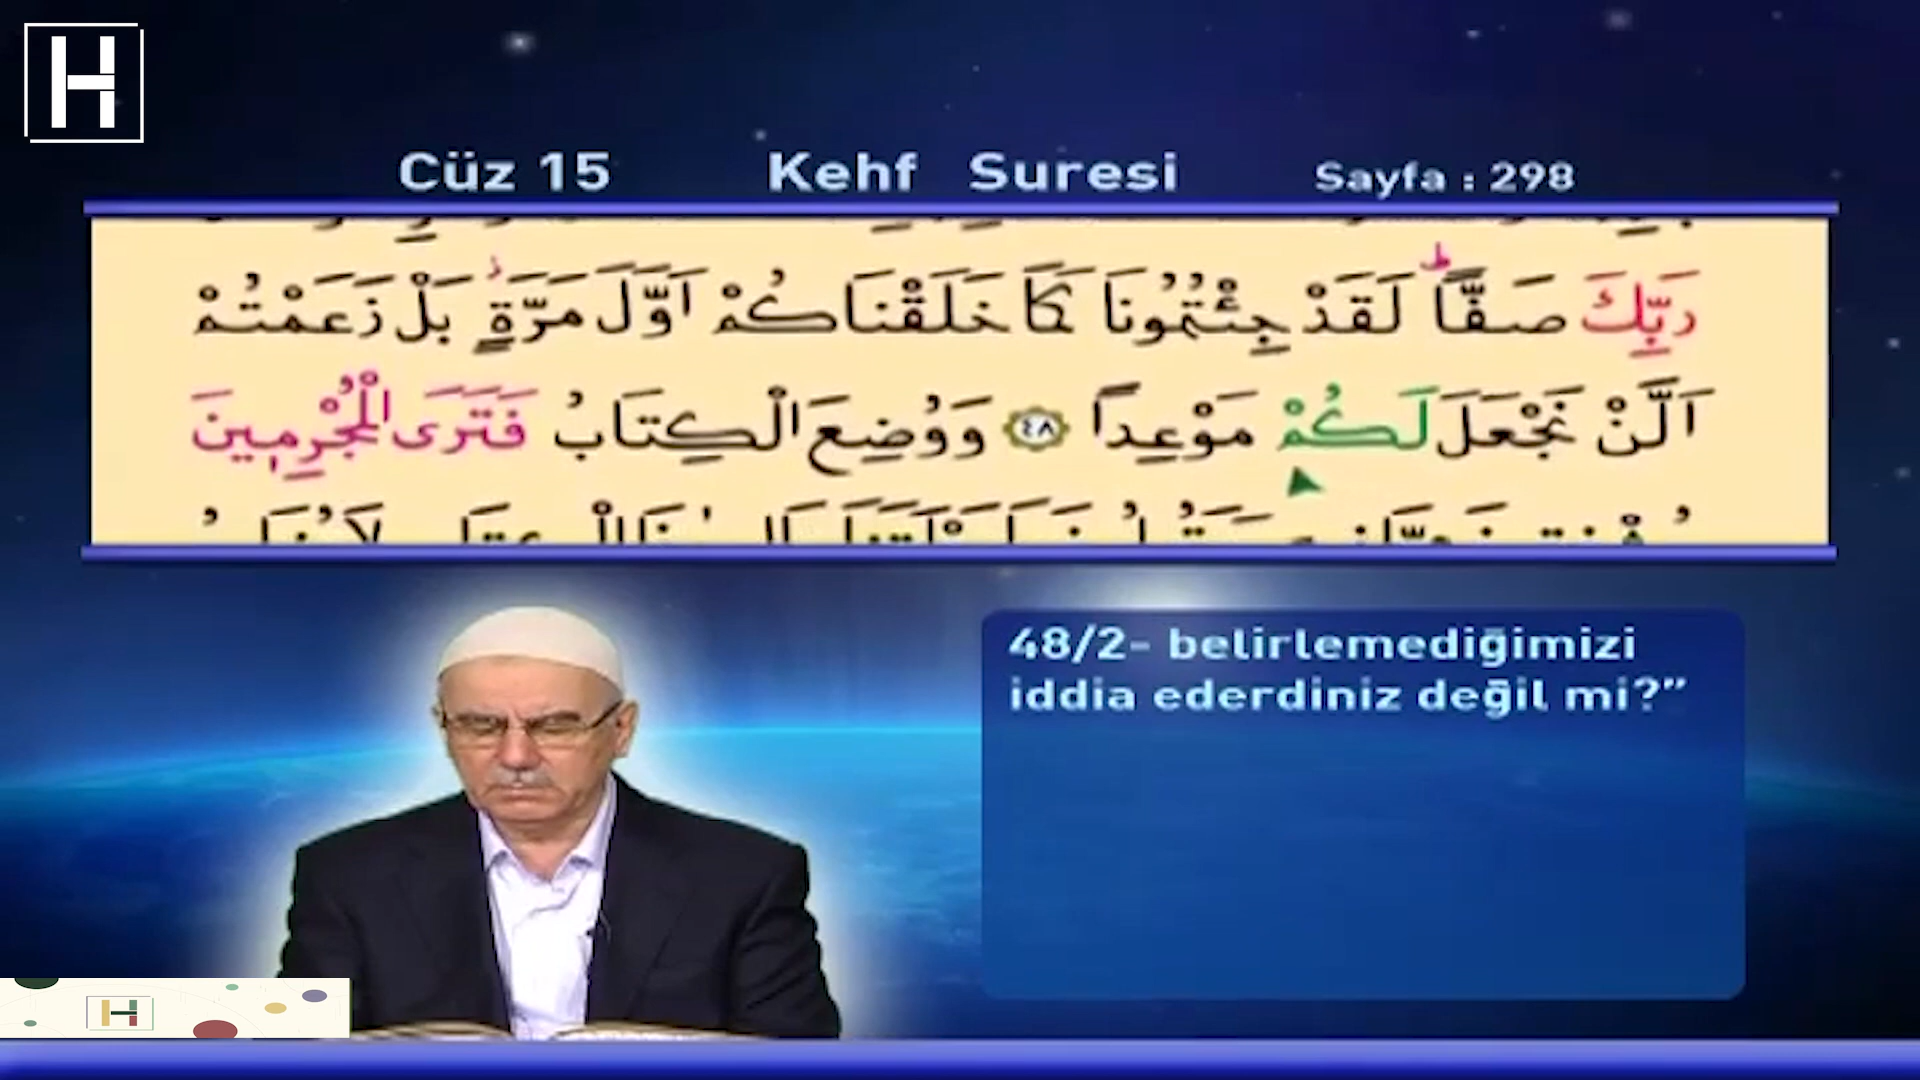 H
Cüz 15 Kehf Suresi Sayfa : 298
رَبِّكَ صَفًّاۜ لَقَدْ جِئْتُمُونَا كَمَا خَلَقْنَاكُمْ اَوَّلَ مَرَّةٍۘ بَلْ زَعَمْتُمْ
اَلَّنْ نَجْعَلَ لَكُمْ مَوْعِداً ﴿٤٨﴾ وَوُضِعَ الْكِتَابُ فَتَرَى الْمُجْرِمٖينَ
48/2- belirlemediğimizi
iddia ederdiniz değil mi?”
H